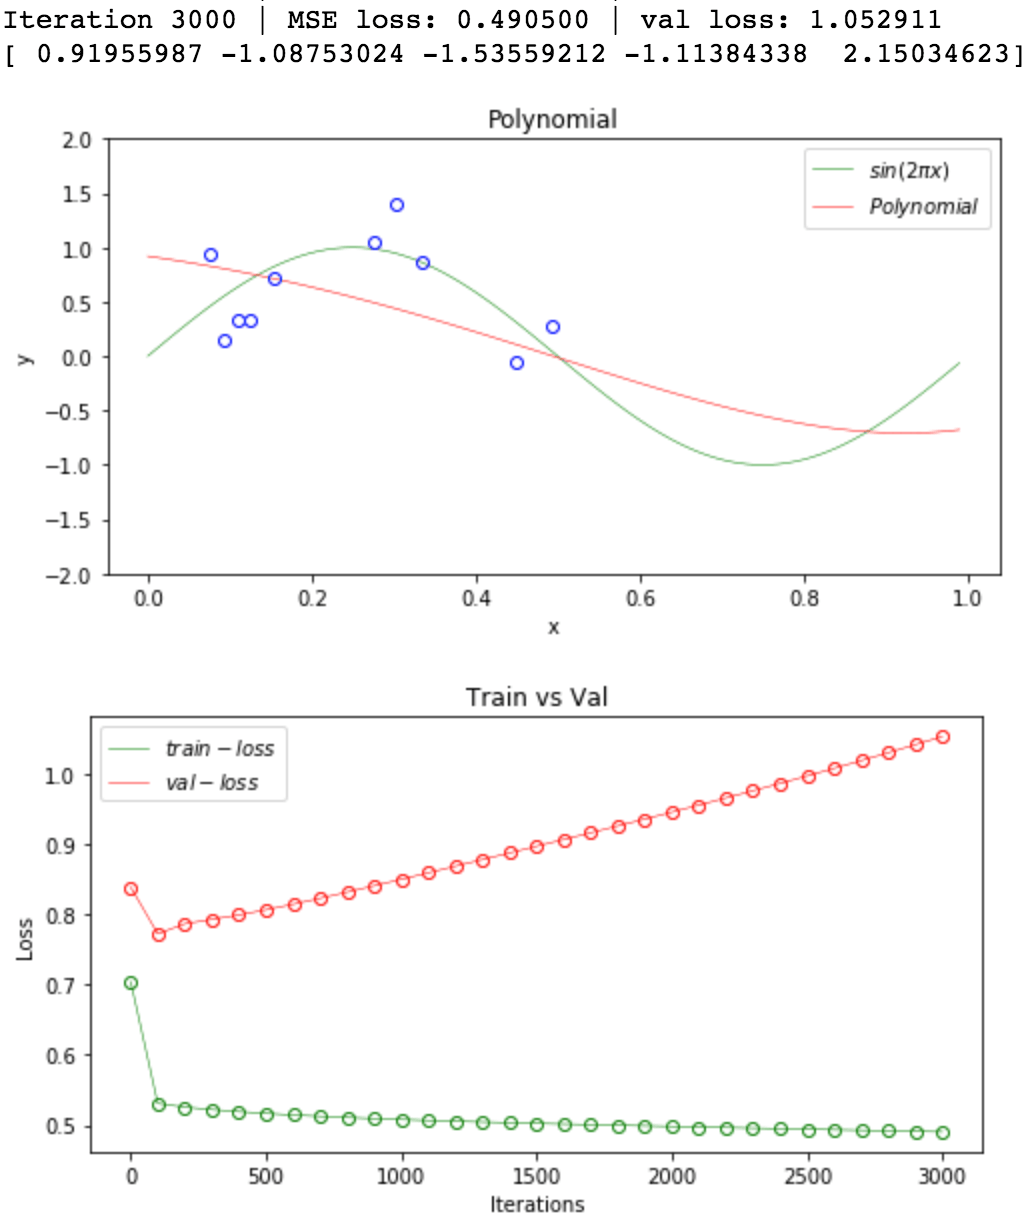 Iteration 3000 | MSE loss: 0.490500 | val loss: 1.052911
[ 0.91955987 -1.08753024 -1.53559212 -1.11384338  2.15034623]
Polynomial
sin(2πx)
Polynomial
2.0
1.5
1.0
0.5
0.0
−0.5
−1.0
−1.5
−2.0
y
0.0 0.2 0.4 0.6 0.8 1.0
x
Train vs Val
train − loss
val − loss
1.0
0.9
0.8
0.7
0.6
0.5
Loss
0 500 1000 1500 2000 2500 3000
Iterations